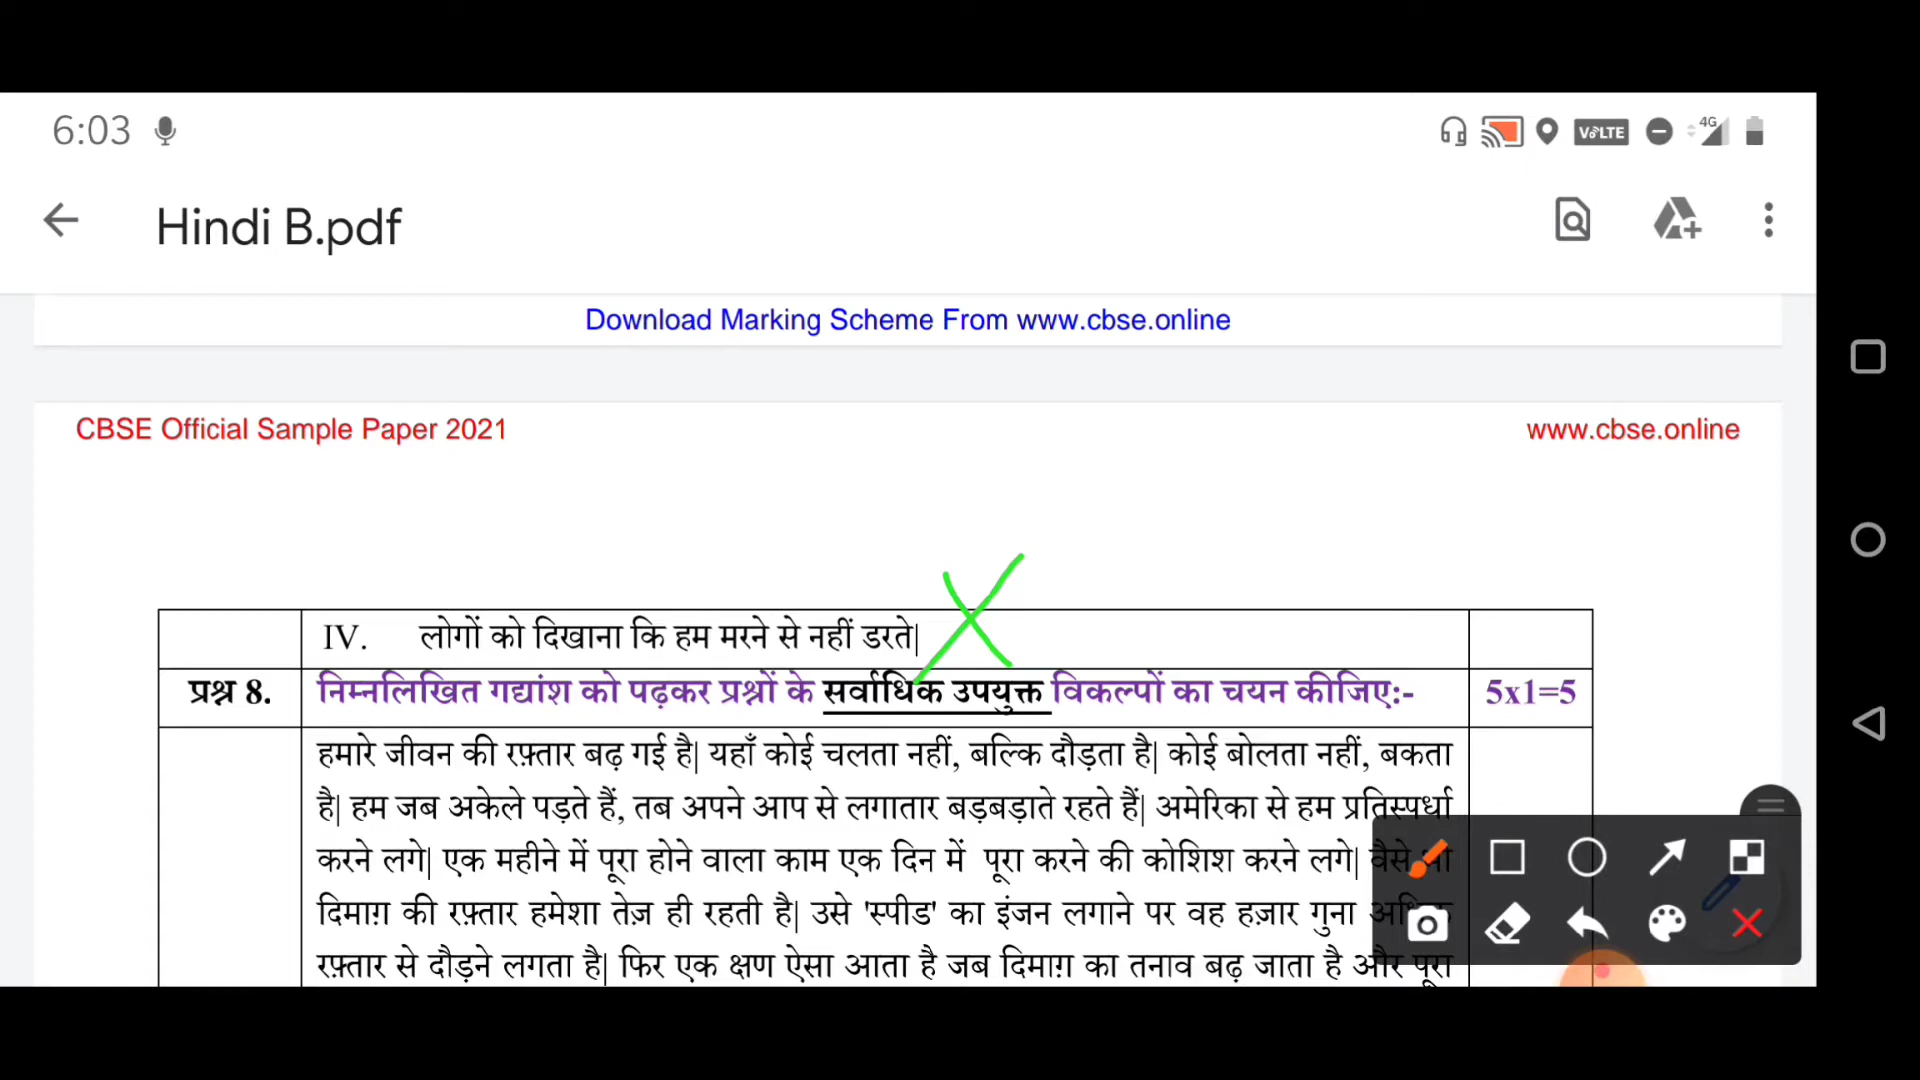 6:03
VoLTE
4G
Hindi B.pdf
Download Marking Scheme From www.cbse.online
CBSE Official Sample Paper 2021
www.cbse.online
IV. लोगों को दिखाना कि हम मरने से नहीं डरते|
प्रश्न 8. निम्नलिखित गद्यांश को पढ़कर प्रश्नों के सर्वाधिक उपयुक्त विकल्पों का चयन कीजिए:- 5x1=5
हमारे जीवन की रफ़्तार बढ़ गई है| यहाँ कोई चलता नहीं, बल्कि दौड़ता है| कोई बोलता नहीं, बकता
है| हम जब अकेले पड़ते हैं, तब अपने आप से लगातार बड़बड़ाते रहते हैं| अमेरिका से हम प्रतिस्पर्धा
करने लगे| एक महीने में पूरा होने वाला काम एक दिन में पूरा करने की कोशिश करने लगे| वैसे भी
दिमाग़ की रफ़्तार हमेशा तेज़ ही रहती है| उसे 'स्पीड' का इंजन लगाने पर वह हज़ार गुना अधिक
रफ़्तार से दौड़ने लगता है| फिर एक क्षण ऐसा आता है जब दिमाग़ का तनाव बढ़ जाता है और पूरा